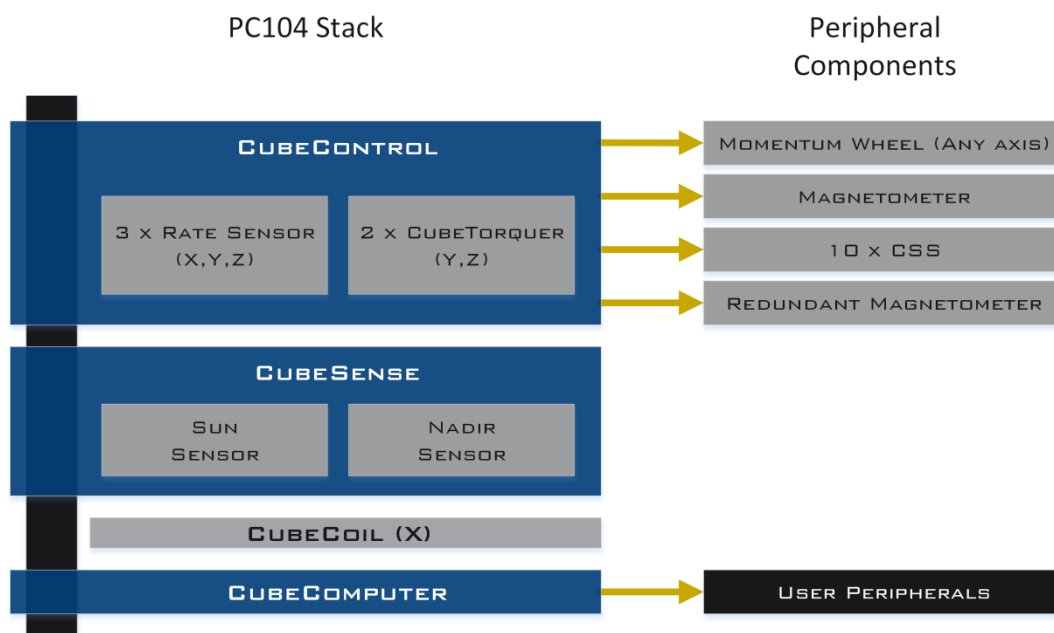 PC104 Stack
Peripheral
Components
CubeControl
3 x Rate Sensor
(X,Y,Z)
2 x CubeTorquer
(Y,Z)
Momentum Wheel (Any axis)
Magnetometer
10 x CSS
Redundant Magnetometer
CubeSense
Sun
Sensor
Nadir
Sensor
CubeCoil (X)
CubeComputer
User Peripherals